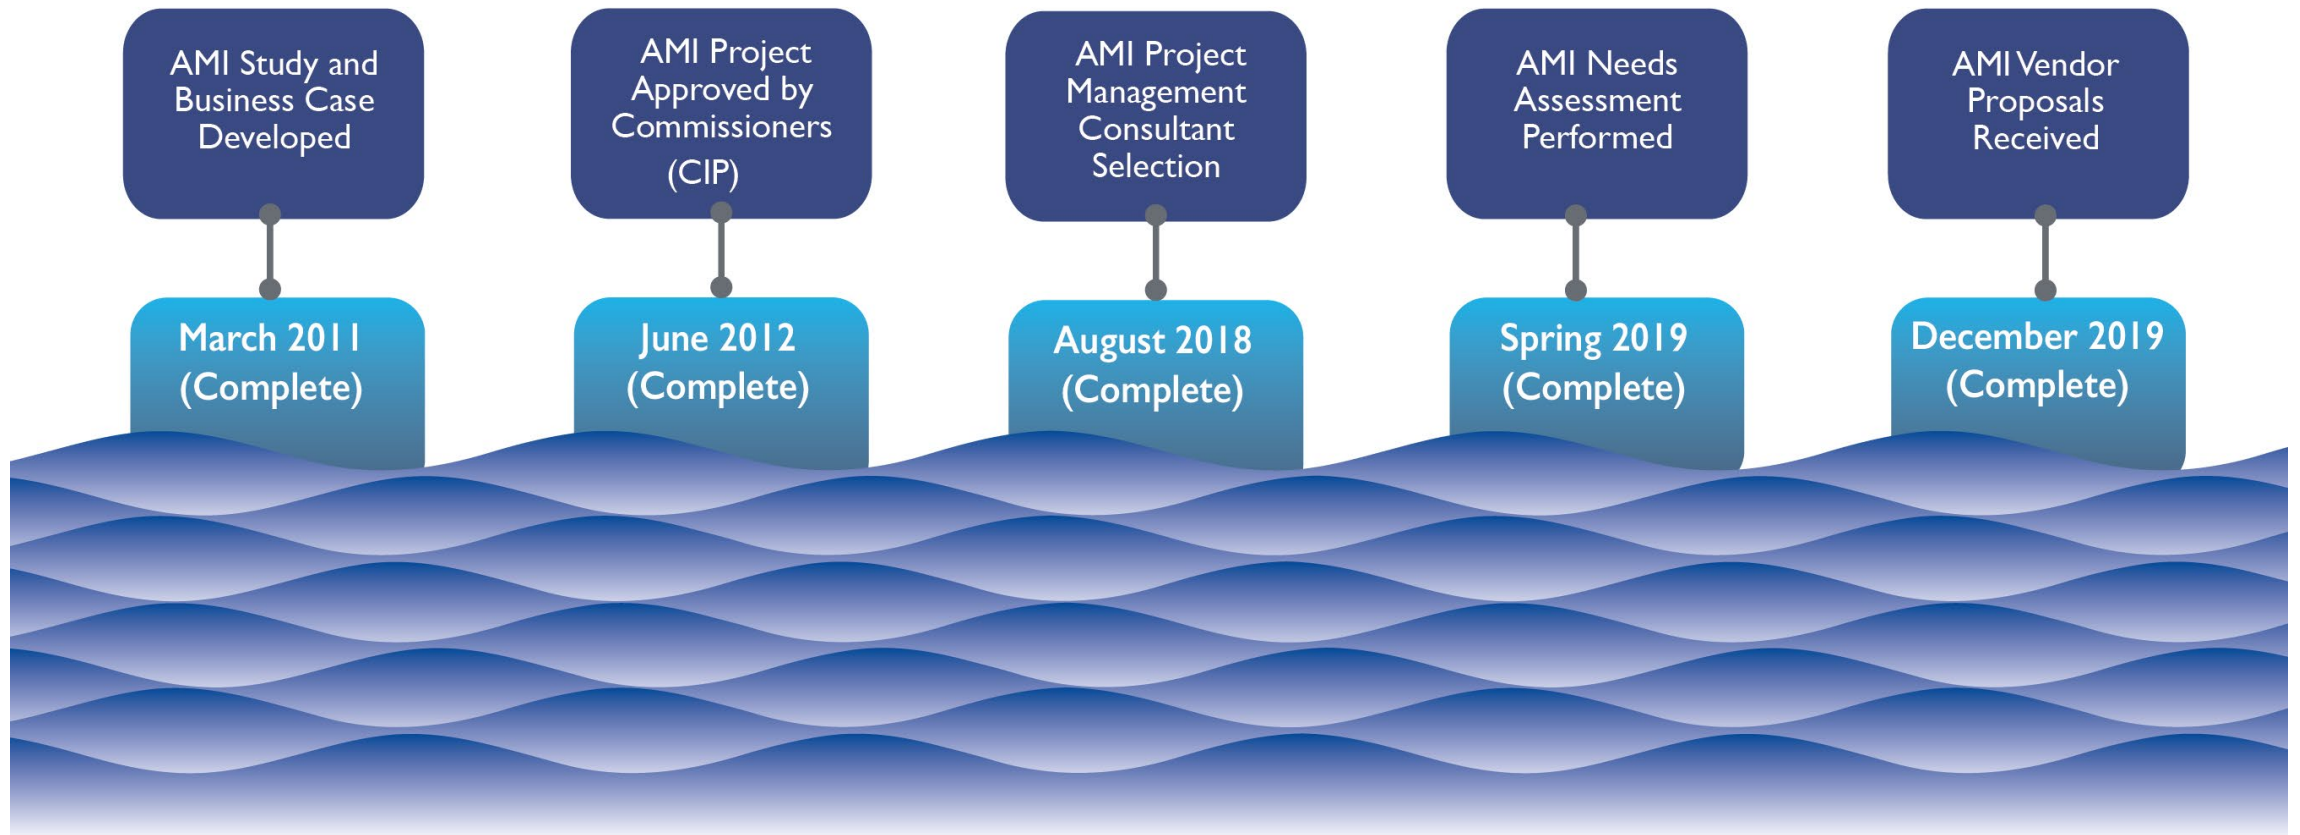 AMI Study and
Business Case
Developed
AMI Project
Approved by
Commissioners
(CIP)
AMI Project
Management
Consultant
Selection
AMI Needs
Assessment
Performed
AMI Vendor
Proposals
Received
March 2011
(Complete)
June 2012
(Complete)
August 2018
(Complete)
Spring 2019
(Complete)
December 2019
(Complete)